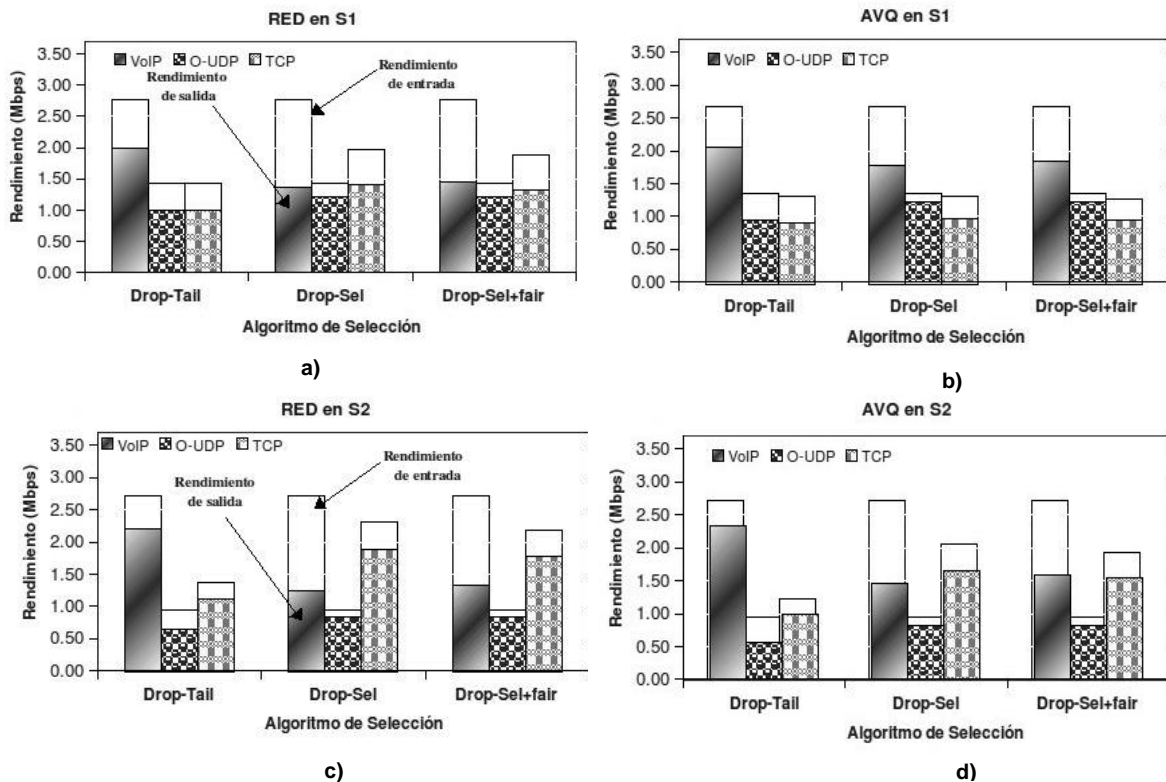 RED en S1
3.50
3.00
2.50
2.00
1.50
1.00
0.50
0.00
Rendimiento (Mbps)
VoIP O-UDP TCP
Rendimiento
de salida
Rendimiento
de entrada
Drop-Tail Drop-Sel Drop-Sel+fair
Algoritmo de Selección
a)
AVQ en S1
3.50
3.00
2.50
2.00
1.50
1.00
0.50
0.00
Rendimiento (Mbps)
VoIP O-UDP TCP
Drop-Tail Drop-Sel Drop-Sel+fair
Algoritmo de Selección
b)
RED en S2
3.50
3.00
2.50
2.00
1.50
1.00
0.50
0.00
Rendimiento (Mbps)
VoIP O-UDP TCP
Rendimiento
de salida
Rendimiento
de entrada
Drop-Tail Drop-Sel Drop-Sel+fair
Algoritmo de Selección
c)
AVQ en S2
3.50
3.00
2.50
2.00
1.50
1.00
0.50
0.00
Rendimiento (Mbps)
VoIP O-UDP TCP
Drop-Tail Drop-Sel Drop-Sel+fair
Algoritmo de Selección
d)